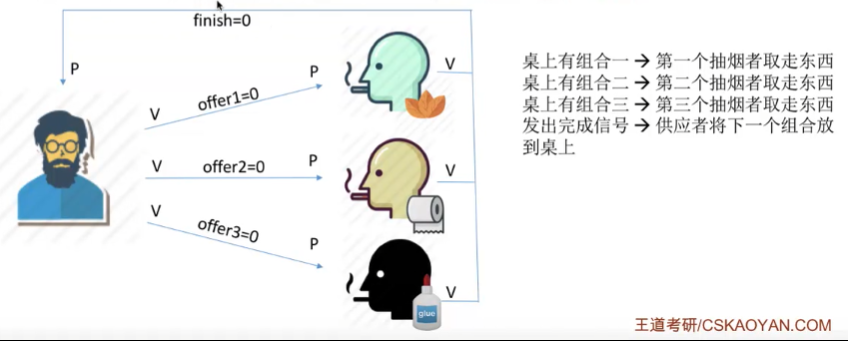 finish=0
P
V
offer1=0
P
V
V
offer2=0
P
V
V
offer3=0
P
V
glue
桌上有组合一 → 第一个抽烟者取走东西
桌上有组合二 → 第二个抽烟者取走东西
桌上有组合三 → 第三个抽烟者取走东西
发出完成信号 → 供应者将下一个组合放
到桌上
王道考研/CSKAOYAN.COM